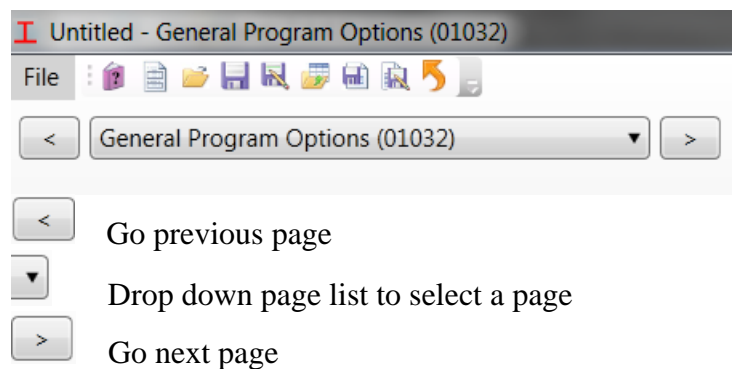 Untitled - General Program Options (01032)
File
< General Program Options (01032) ▼ >
< Go previous page
▼ Drop down page list to select a page
> Go next page